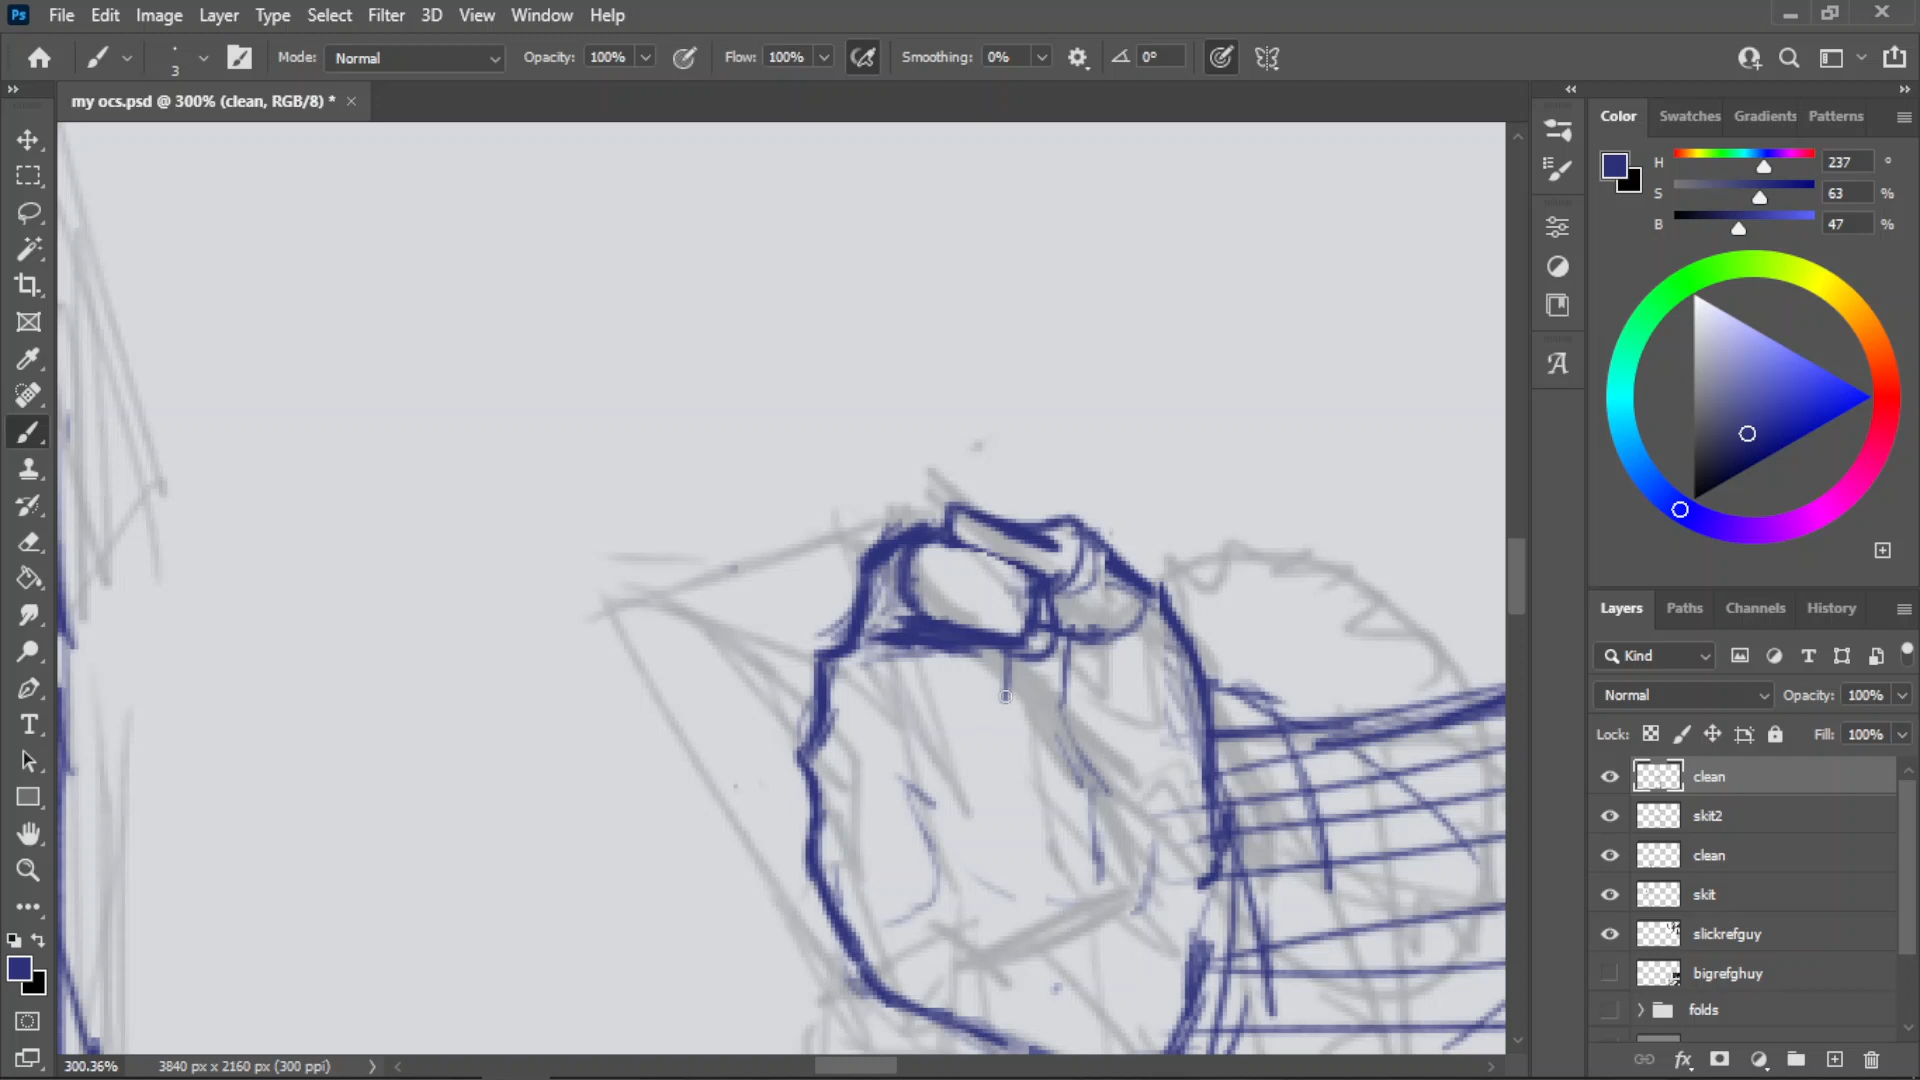 Ps File Edit Image Layer Type Select Filter 3D View Window Help
3 Mode: Normal Opacity: 100% Flow: 100% Smoothing: 0% 0°
my ocs.psd @ 300% (clean, RGB/8) *
Color Swatches Gradients Patterns
H 237 °
S 63 %
B 47 %
Layers Paths Channels History
Kind
Normal Opacity: 100%
Lock: Fill: 100%
clean
skit2
clean
skit
slickrefguy
bigrefghuy
folds
300.36% 3840 px x 2160 px (300 ppi)